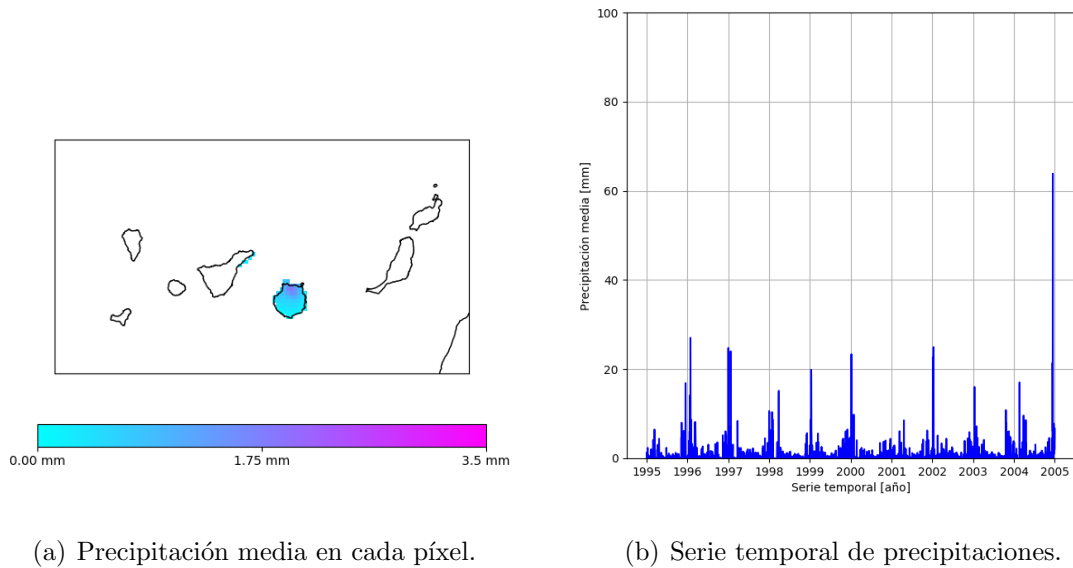 0.00 mm
1.75 mm
3.5 mm
100
80
60
40
20
0
Precipitación media [mm]
1995 1996 1997 1998 1999 2000 2001 2002 2003 2004 2005
Serie temporal [año]
(a) Precipitación media en cada píxel.
(b) Serie temporal de precipitaciones.